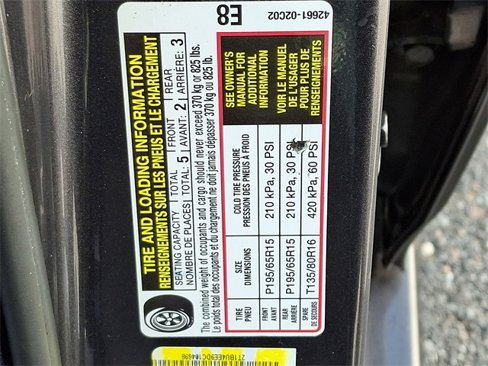 42661-02C02
E8
TIRE AND LOADING INFORMATION
RENSEIGNEMENTS SUR LES PNEUS ET LE CHARGEMENT
SEATING CAPACITY TOTAL FRONT REAR
NOMBRE DE PLACES: TOTAL: 5 AVANT: 2 ARRIÈRE: 3
The combined weight of occupants and cargo should never exceed 370 kg or 825 lbs.
Le poids total des occupants et du chargement ne doit jamais dépasser 370 kg ou 825 lb.
TIRE SIZE COLD TIRE PRESSURE
PNEU DIMENSIONS PRESSION DES PNEUS À FROID
FRONT P195/65R15 210 kPa, 30 PSI
AVANT
REAR P195/65R15 210 kPa, 30 PSI
ARRIÈRE
SPARE T135/80R16 420 kPa, 60 PSI
DE SECOURS
SEE OWNER'S
MANUAL FOR
ADDITIONAL
INFORMATION
VOIR LE MANUEL
DE L'USAGER
POUR PLUS DE
RENSEIGNEMENTS
2T1BU4EE9DC104698